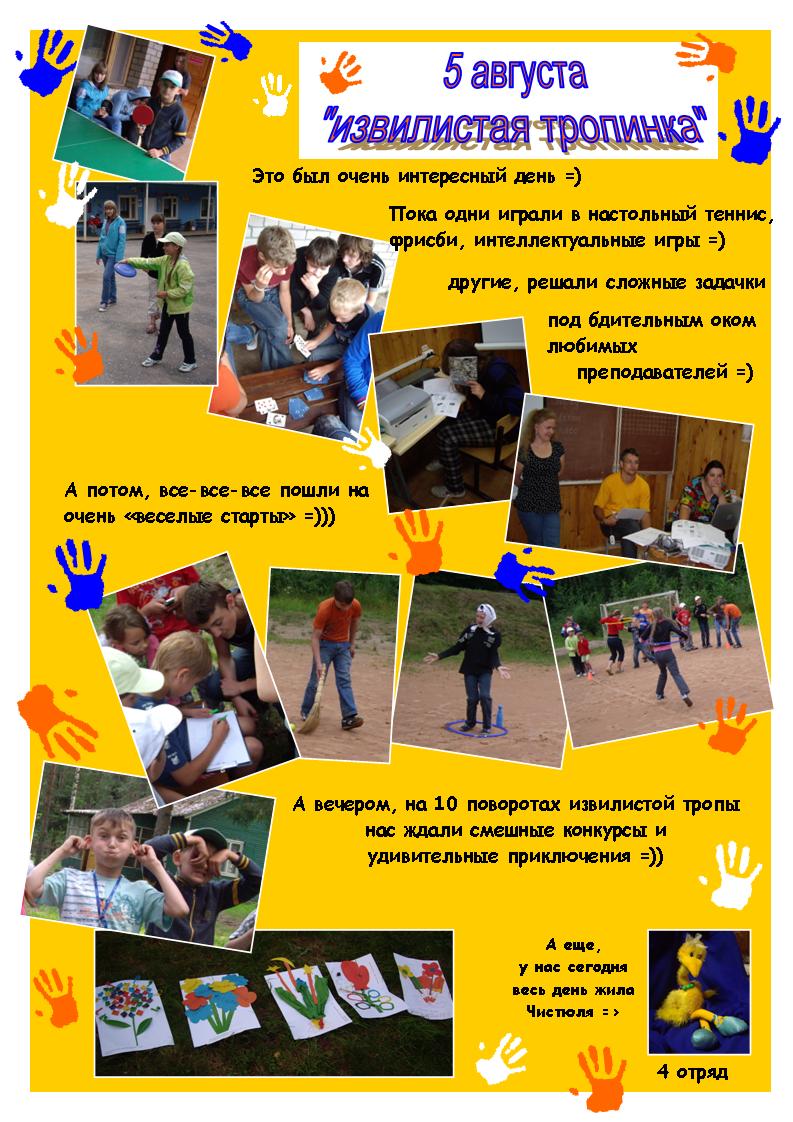 5 августа
"извилистая тропинка"
Это был очень интересный день =)
Пока одни играли в настольный теннис,
фрисби, интеллектуальные игры =)
другие, решали сложные задачки
под бдительным оком
любимых
преподавателей =)
А потом, все-все-все пошли на
очень «веселые старты» =)))
А вечером, на 10 поворотах извилистой тропы
нас ждали смешные конкурсы и
удивительные приключения =))
А еще,
у нас сегодня
весь день жила
Чистюля =>
4 отряд